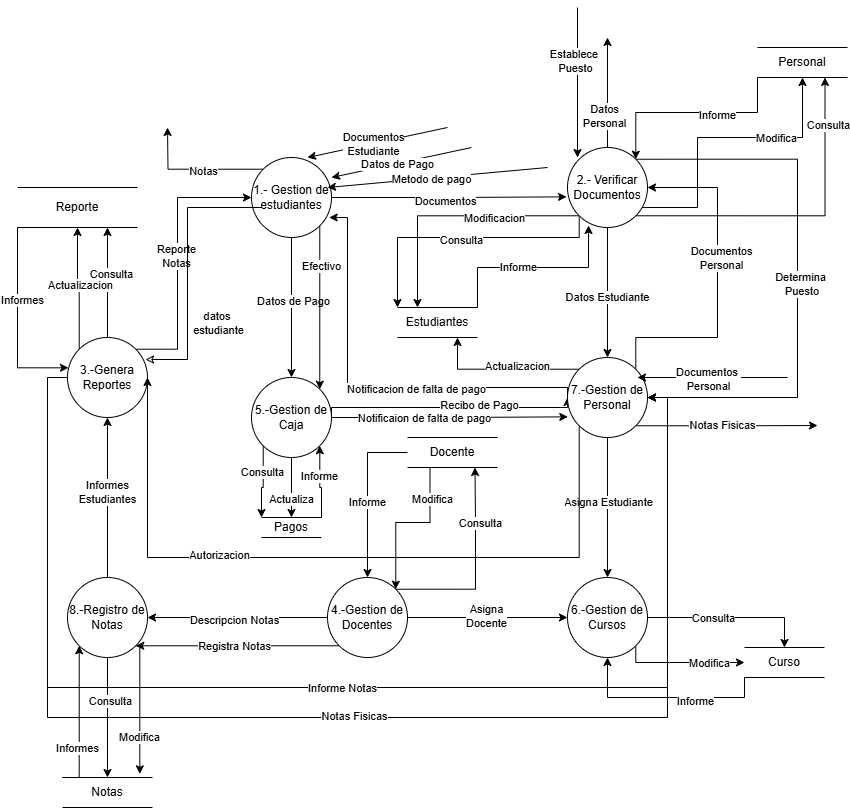 Establece
Puesto
Personal
Datos
Personal
Informe
Modifica
Consulta
Documentos
Estudiante
Datos de Pago
Metodo de pago
Notas
1.- Gestion de
estudiantes
2.- Verificar
Documentos
Documentos
Modificacion
Consulta
Informe
Reporte
Reporte
Notas
Efectivo
Documentos
Personal
Determina
Puesto
Consulta
Actualizacion
Informes
Datos de Pago
Datos Estudiante
datos
estudiante
Estudiantes
3.-Genera
Reportes
Actualizacion
Documentos
Personal
7.-Gestion de
Personal
Notificacion de falta de pago
Recibo de Pago
Notificaion de falta de pago
5.-Gestion de
Caja
Notas Fisicas
Docente
Consulta
Informe
Actualiza
Pagos
Informes
Estudiantes
Informe
Modifica
Consulta
Asigna Estudiante
Autorizacion
8.-Registro de
Notas
Descripcion Notas
4.-Gestion de
Docentes
Asigna
Docente
6.-Gestion de
Cursos
Consulta
Registra Notas
Modifica
Curso
Informe Notas
Consulta
Informe
Notas Fisicas
Informes
Modifica
Notas